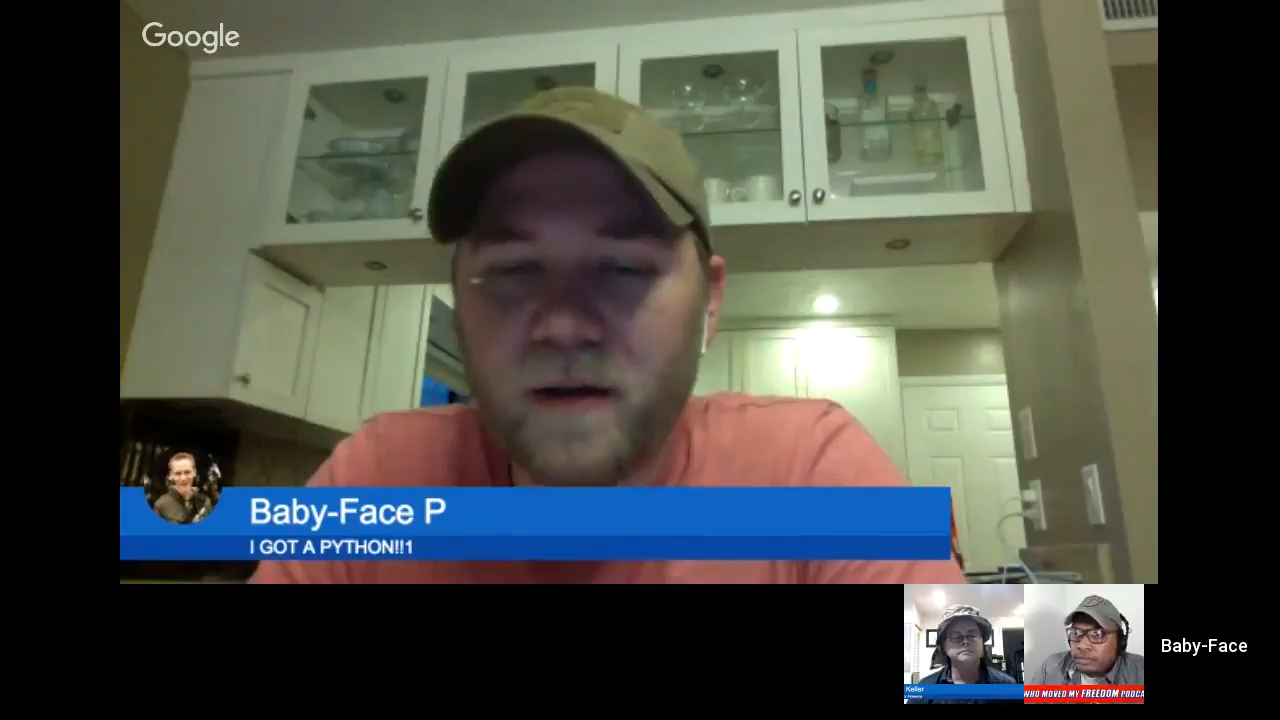 Google
Baby-Face P
I GOT A PYTHON!!1
Keller
WHO MOVED MY FREEDOM PODCA
Baby-Face